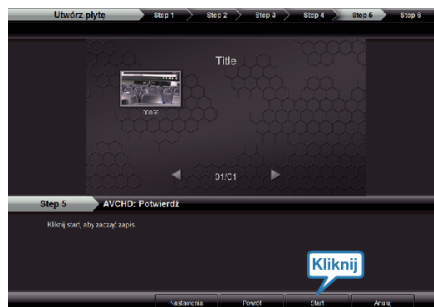 Utwórz płytę Step 1 Step 2 Step 3 Step 4 Step 5 Step 6
Title
01/01
Step 5 AVCHD: Potwierdź
Kliknij start, aby zacząć zapis.
Kliknij
Ustawienia Powrót Start Anuluj